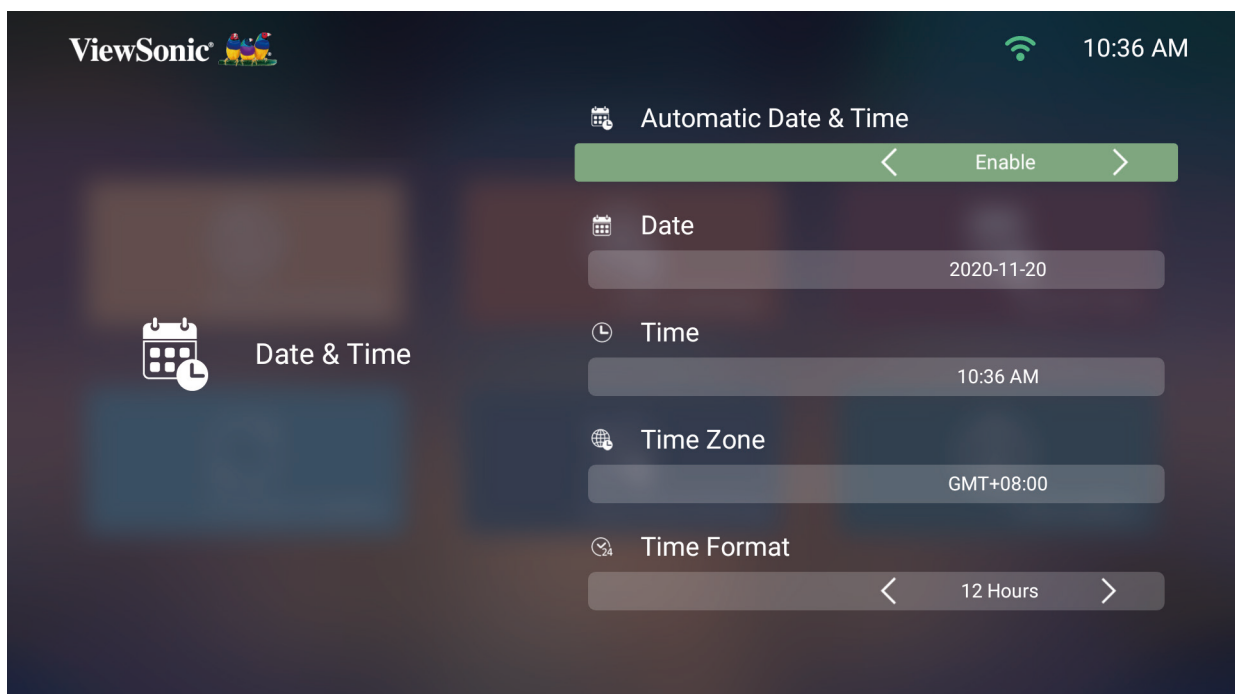 ViewSonic®
10:36 AM
Automatic Date & Time
Enable
Date
2020-11-20
Date & Time
Time
10:36 AM
Time Zone
GMT+08:00
24
Time Format
12 Hours